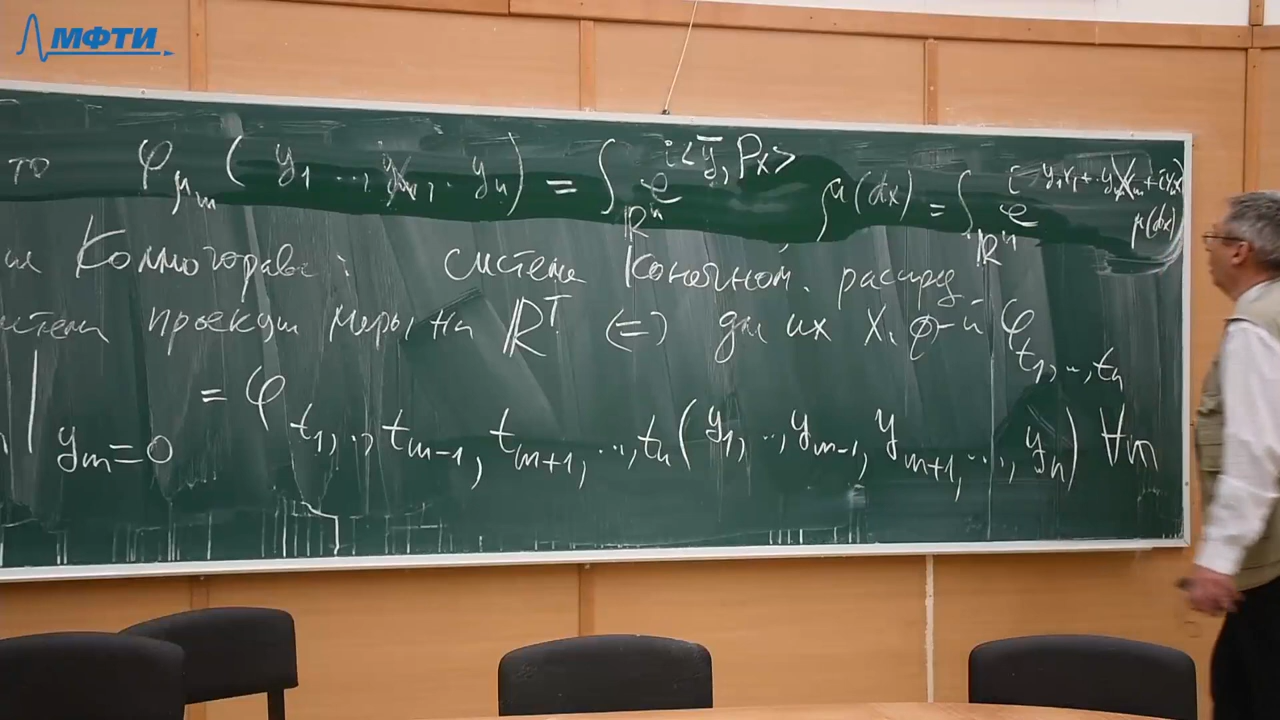 МФТИ
то φ_{μ_m} ( y_1 ..., y_m, .. y_n ) = ∫_{ℝ^n} e^{i<ȳ, Px>} μ(dx) = ∫_{ℝ^n} e^{i y_1x_1+..y_mx_m+..y_nx_n} μ(dx)
Колмогорова: система конечном. распред
проекции меры на ℝ^T (=) для их х. ф-й φ_{t_1,..,t_n}
| y_m=0 = φ_{t_1,.., t_{m-1}, t_{m+1}, ..., t_n} ( y_1, .., y_{m-1}, y_{m+1}, ..., y_n ) ∀m